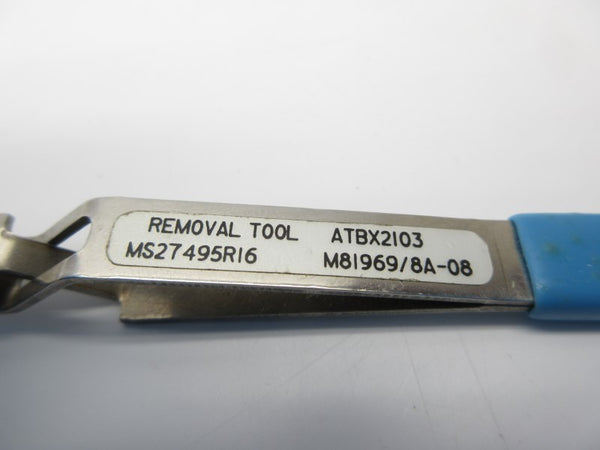 REMOVAL TOOL ATBX2103
MS27495R16 M81969/8A-08